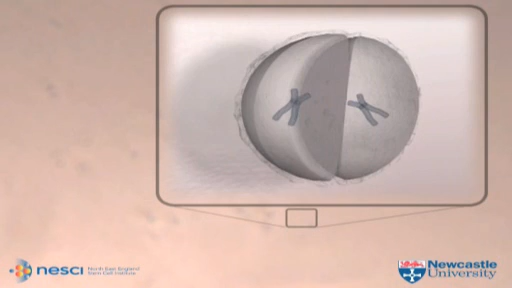 nesci
North East England
Stem Cell Institute
Newcastle
University